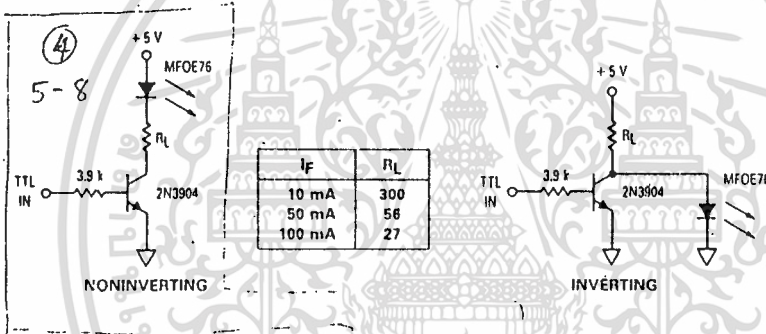 4
5-8
+5 V
MFOE76
RL
3.9 k
TTL
IN
2N3904
NONINVERTING
IF RL
10 mA 300
50 mA 56
100 mA 27
+5 V
RL
3.9 k
TTL
IN
2N3904
MFOE76
INVERTING